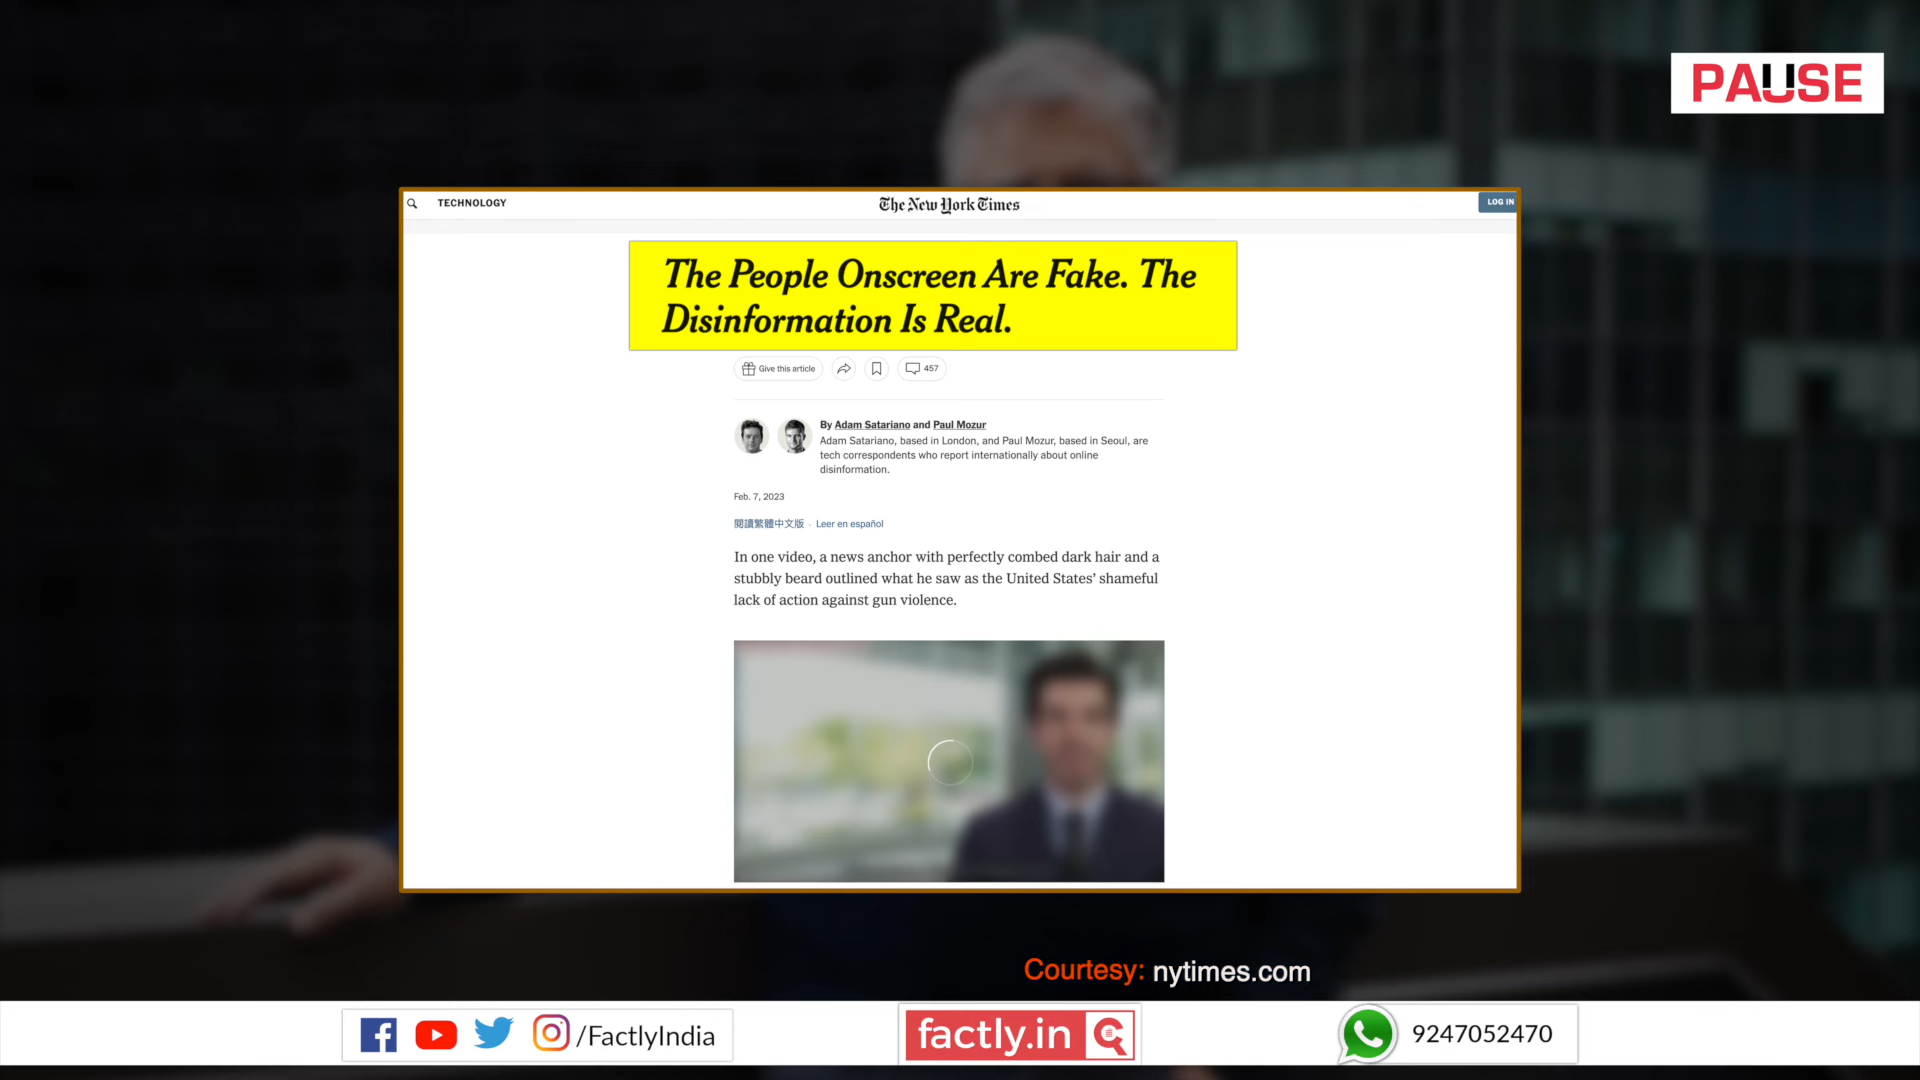 PAUSE
TECHNOLOGY
The New York Times
LOG IN
The People Onscreen Are Fake. The
Disinformation Is Real.
Give this article
457
By Adam Satariano and Paul Mozur
Adam Satariano, based in London, and Paul Mozur, based in Seoul, are
tech correspondents who report internationally about online
disinformation.
Feb. 7, 2023
閱讀繁體中文版 · Leer en español
In one video, a news anchor with perfectly combed dark hair and a
stubbly beard outlined what he saw as the United States’ shameful
lack of action against gun violence.
Courtesy: nytimes.com
/FactlyIndia
factly.in
9247052470